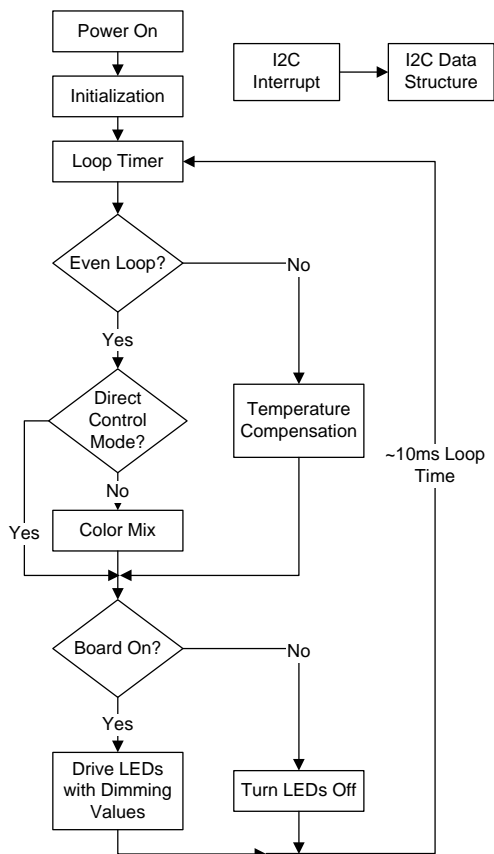 Power On
I2C
Interrupt
I2C Data
Structure
Initialization
Loop Timer
Even Loop?
No
Yes
Direct
Control
Mode?
Temperature
Compensation
~10ms Loop
Time
No
Yes
Color Mix
Board On?
No
Yes
Drive LEDs
with Dimming
Values
Turn LEDs Off